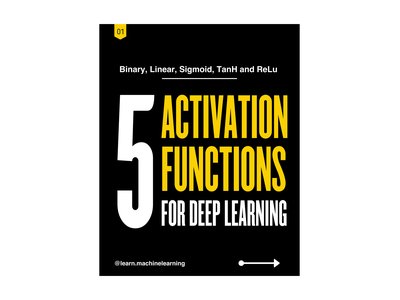 01
Binary, Linear, Sigmoid, TanH and ReLu
5 ACTIVATION
FUNCTIONS
FOR DEEP LEARNING
@learn.machinelearning